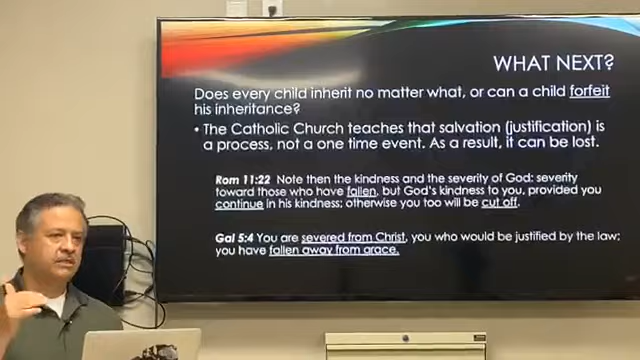 WHAT NEXT?
Does every child inherit no matter what, or can a child forfeit
his inheritance?
• The Catholic Church teaches that salvation (justification) is
a process, not a one time event. As a result, it can be lost.
Rom 11:22 Note then the kindness and the severity of God: severity
toward those who have fallen, but God's kindness to you, provided you
continue in his kindness; otherwise you too will be cut off.
Gal 5:4 You are severed from Christ, you who would be justified by the law;
you have fallen away from grace.